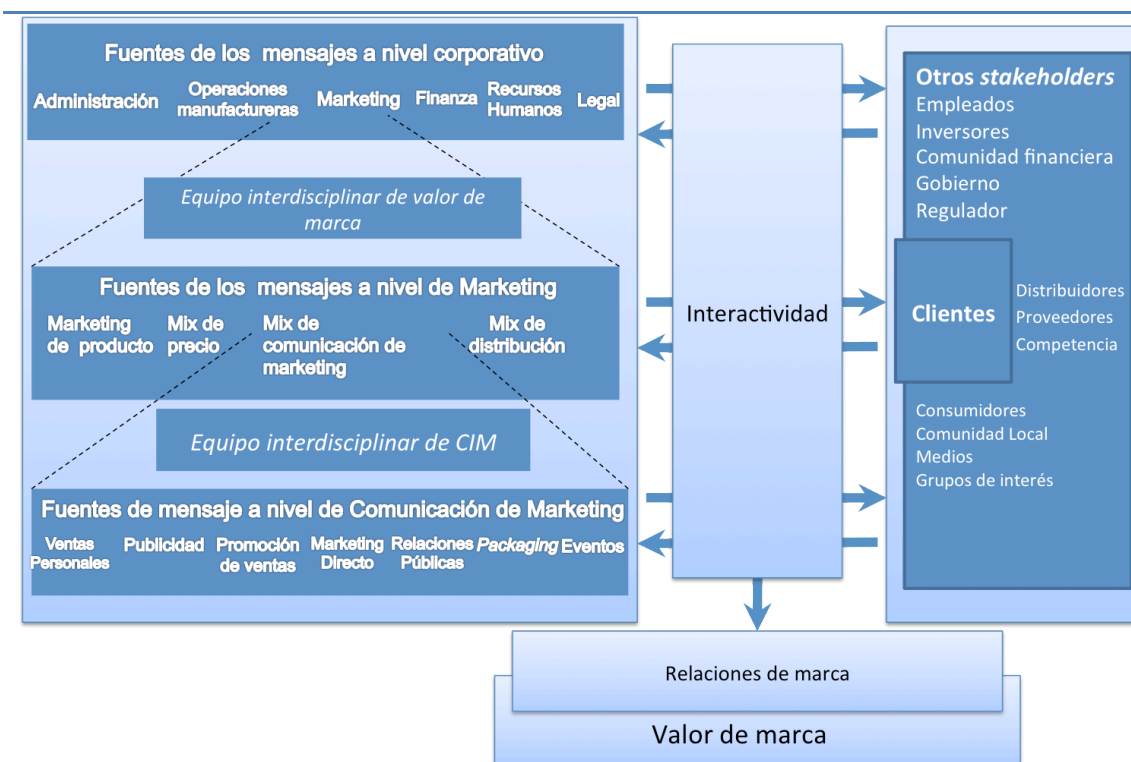 Fuentes de los mensajes a nivel corporativo
Administración
Operaciones
manufactureras
Marketing
Finanza
Recursos
Humanos
Legal
Equipo interdisciplinar de valor de
marca
Fuentes de los mensajes a nivel de Marketing
Marketing
de producto
Mix de
precio
Mix de
comunicación de
marketing
Mix de
distribución
Equipo interdisciplinar de CIM
Fuentes de mensaje a nivel de Comunicación de Marketing
Ventas
Personales
Publicidad
Promoción
de ventas
Marketing
Directo
Relaciones
Públicas
Packaging
Eventos
Interactividad
Otros stakeholders
Empleados
Inversores
Comunidad financiera
Gobierno
Regulador
Clientes
Distribuidores
Proveedores
Competencia
Consumidores
Comunidad Local
Medios
Grupos de interés
Relaciones de marca
Valor de marca